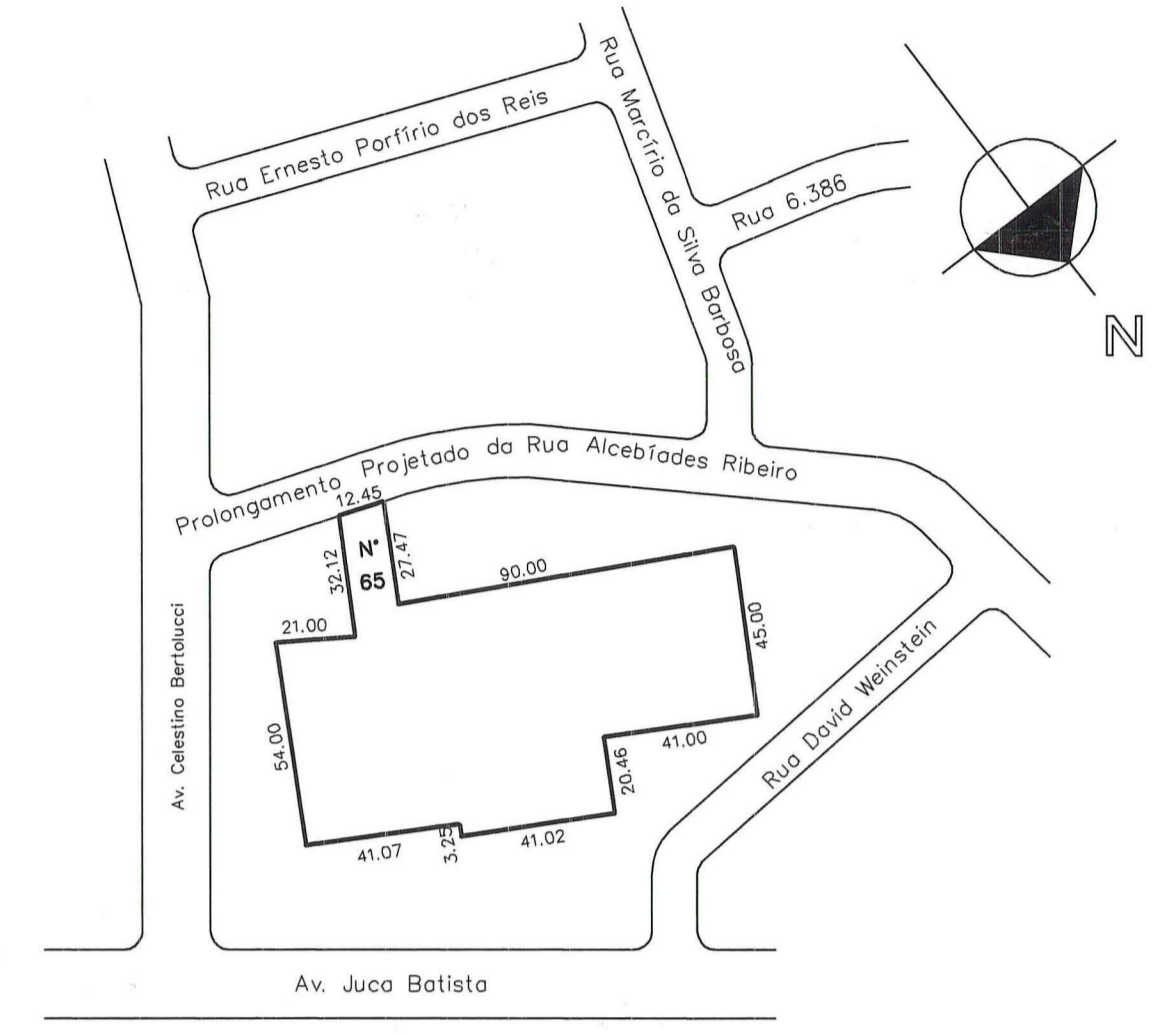 Rua Ernesto Porfírio dos Reis
Rua Marcírio da Silva Barbosa
Rua 6.386
N
Prolongamento Projetado da Rua Alcebíades Ribeiro
12.45
32.12
N°
65
27.47
90.00
21.00
45.00
54.00
41.00
20.46
41.07
3.25
41.02
Av. Celestino Bertolucci
Rua David Weinstein
Av. Juca Batista